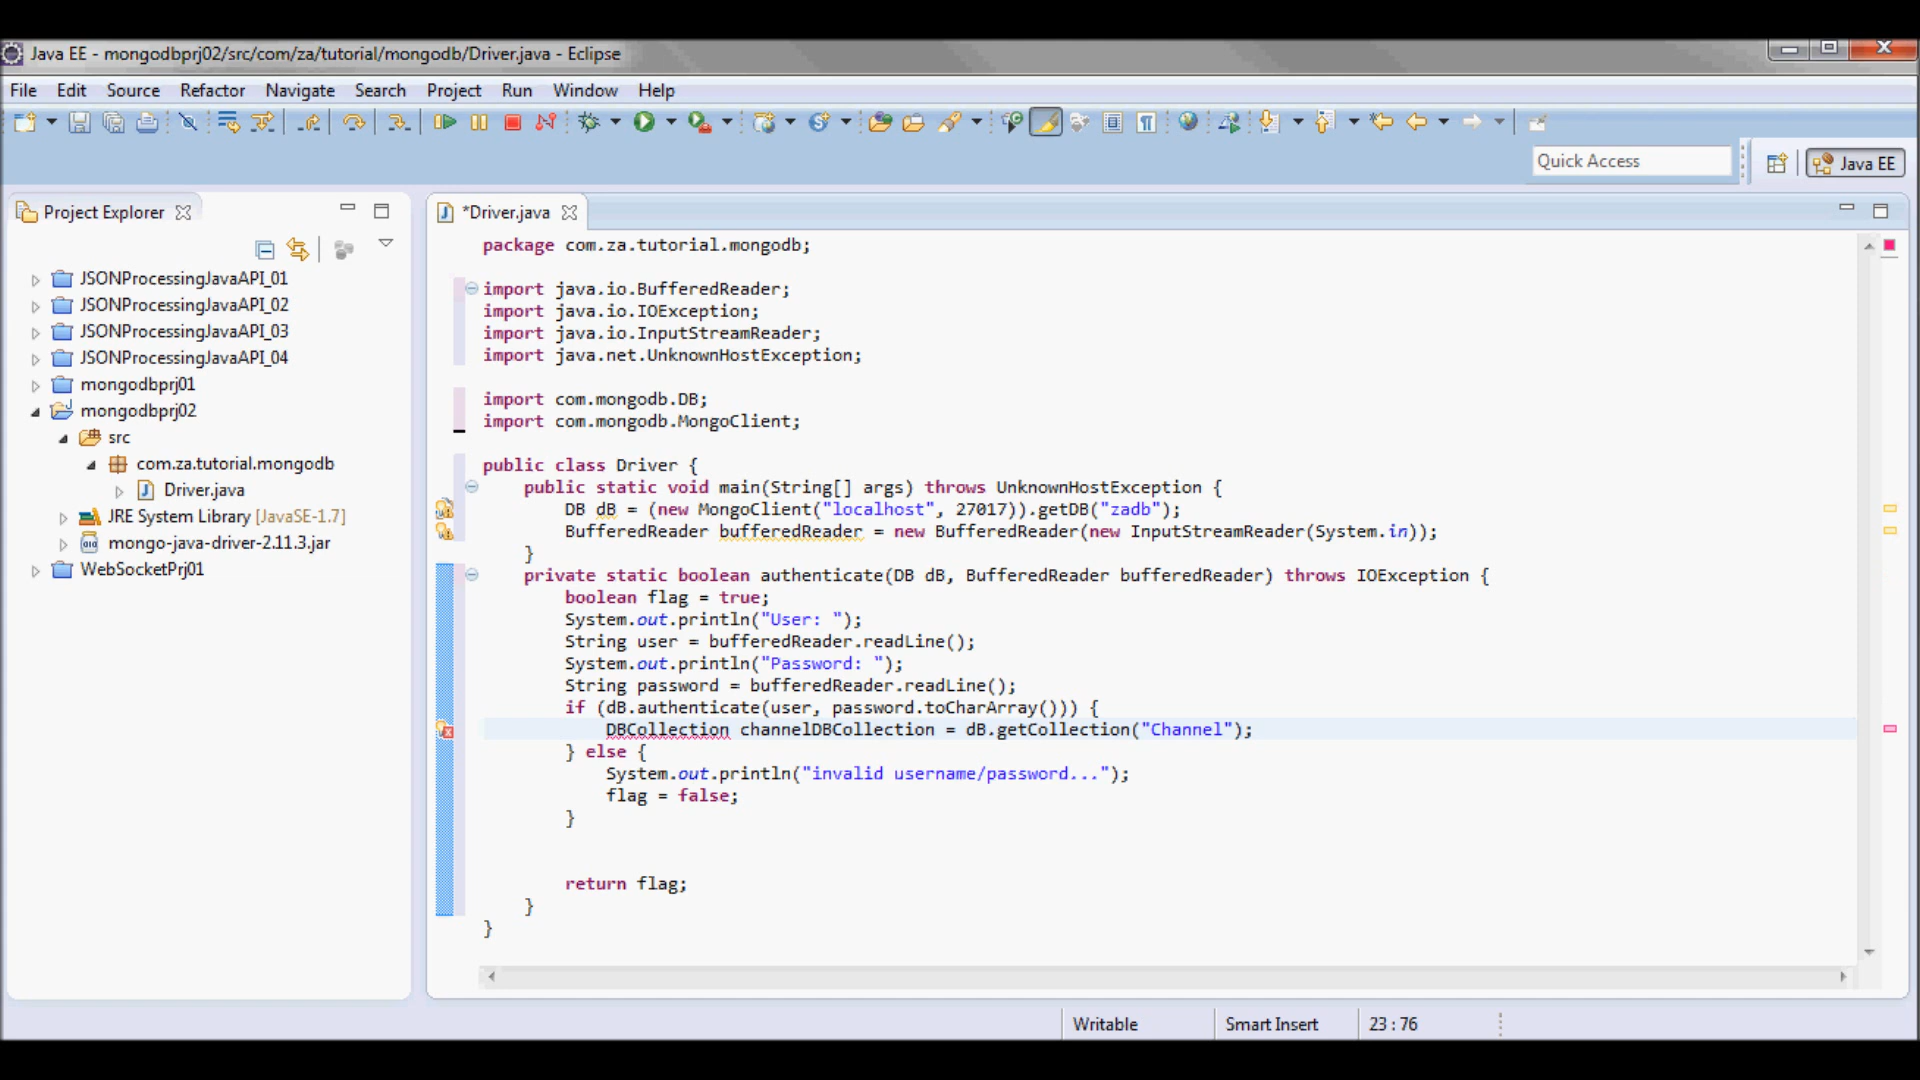 Java EE - mongodbprj02/src/com/za/tutorial/mongodb/Driver.java - Eclipse
File Edit Source Refactor Navigate Search Project Run Window Help
Quick Access
Java EE
Project Explorer
JSONProcessingJavaAPI_01
JSONProcessingJavaAPI_02
JSONProcessingJavaAPI_03
JSONProcessingJavaAPI_04
mongodbprj01
mongodbprj02
src
com.za.tutorial.mongodb
Driver.java
JRE System Library [JavaSE-1.7]
mongo-java-driver-2.11.3.jar
WebSocketPrj01
*Driver.java
package com.za.tutorial.mongodb;
import java.io.BufferedReader;
import java.io.IOException;
import java.io.InputStreamReader;
import java.net.UnknownHostException;
import com.mongodb.DB;
import com.mongodb.MongoClient;
public class Driver {
public static void main(String[] args) throws UnknownHostException {
DB dB = (new MongoClient("localhost", 27017)).getDB("zadb");
BufferedReader bufferedReader = new BufferedReader(new InputStreamReader(System.in));
}
private static boolean authenticate(DB dB, BufferedReader bufferedReader) throws IOException {
boolean flag = true;
System.out.println("User: ");
String user = bufferedReader.readLine();
System.out.println("Password: ");
String password = bufferedReader.readLine();
if (dB.authenticate(user, password.toCharArray())) {
DBCollection channelDBCollection = dB.getCollection("Channel");
} else {
System.out.println("invalid username/password...");
flag = false;
}
return flag;
}
}
Writable Smart Insert 23 : 76